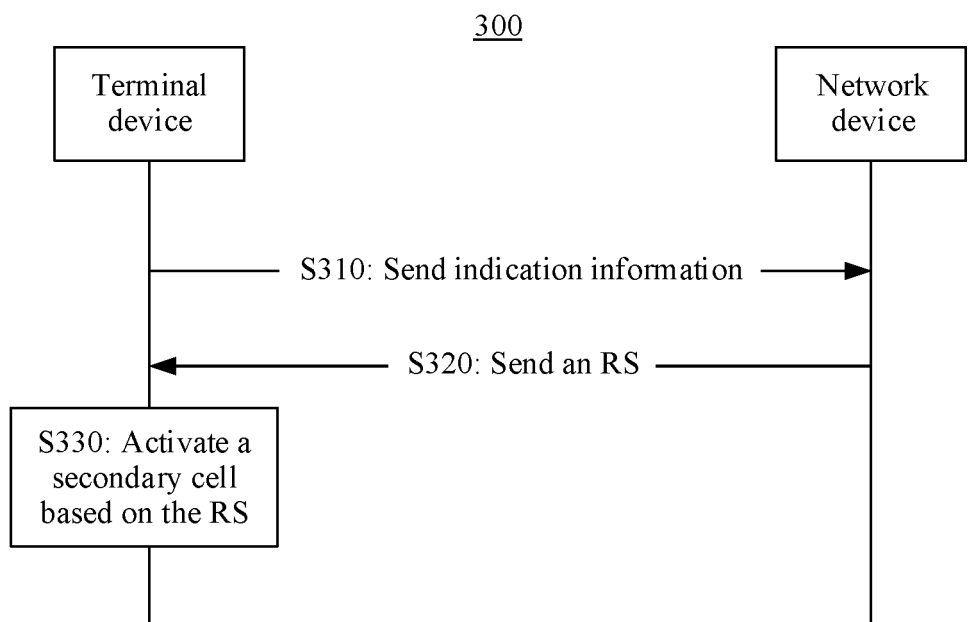 300
Terminal
device
Network
device
S310: Send indication information
S320: Send an RS
S330: Activate a
secondary cell
based on the RS